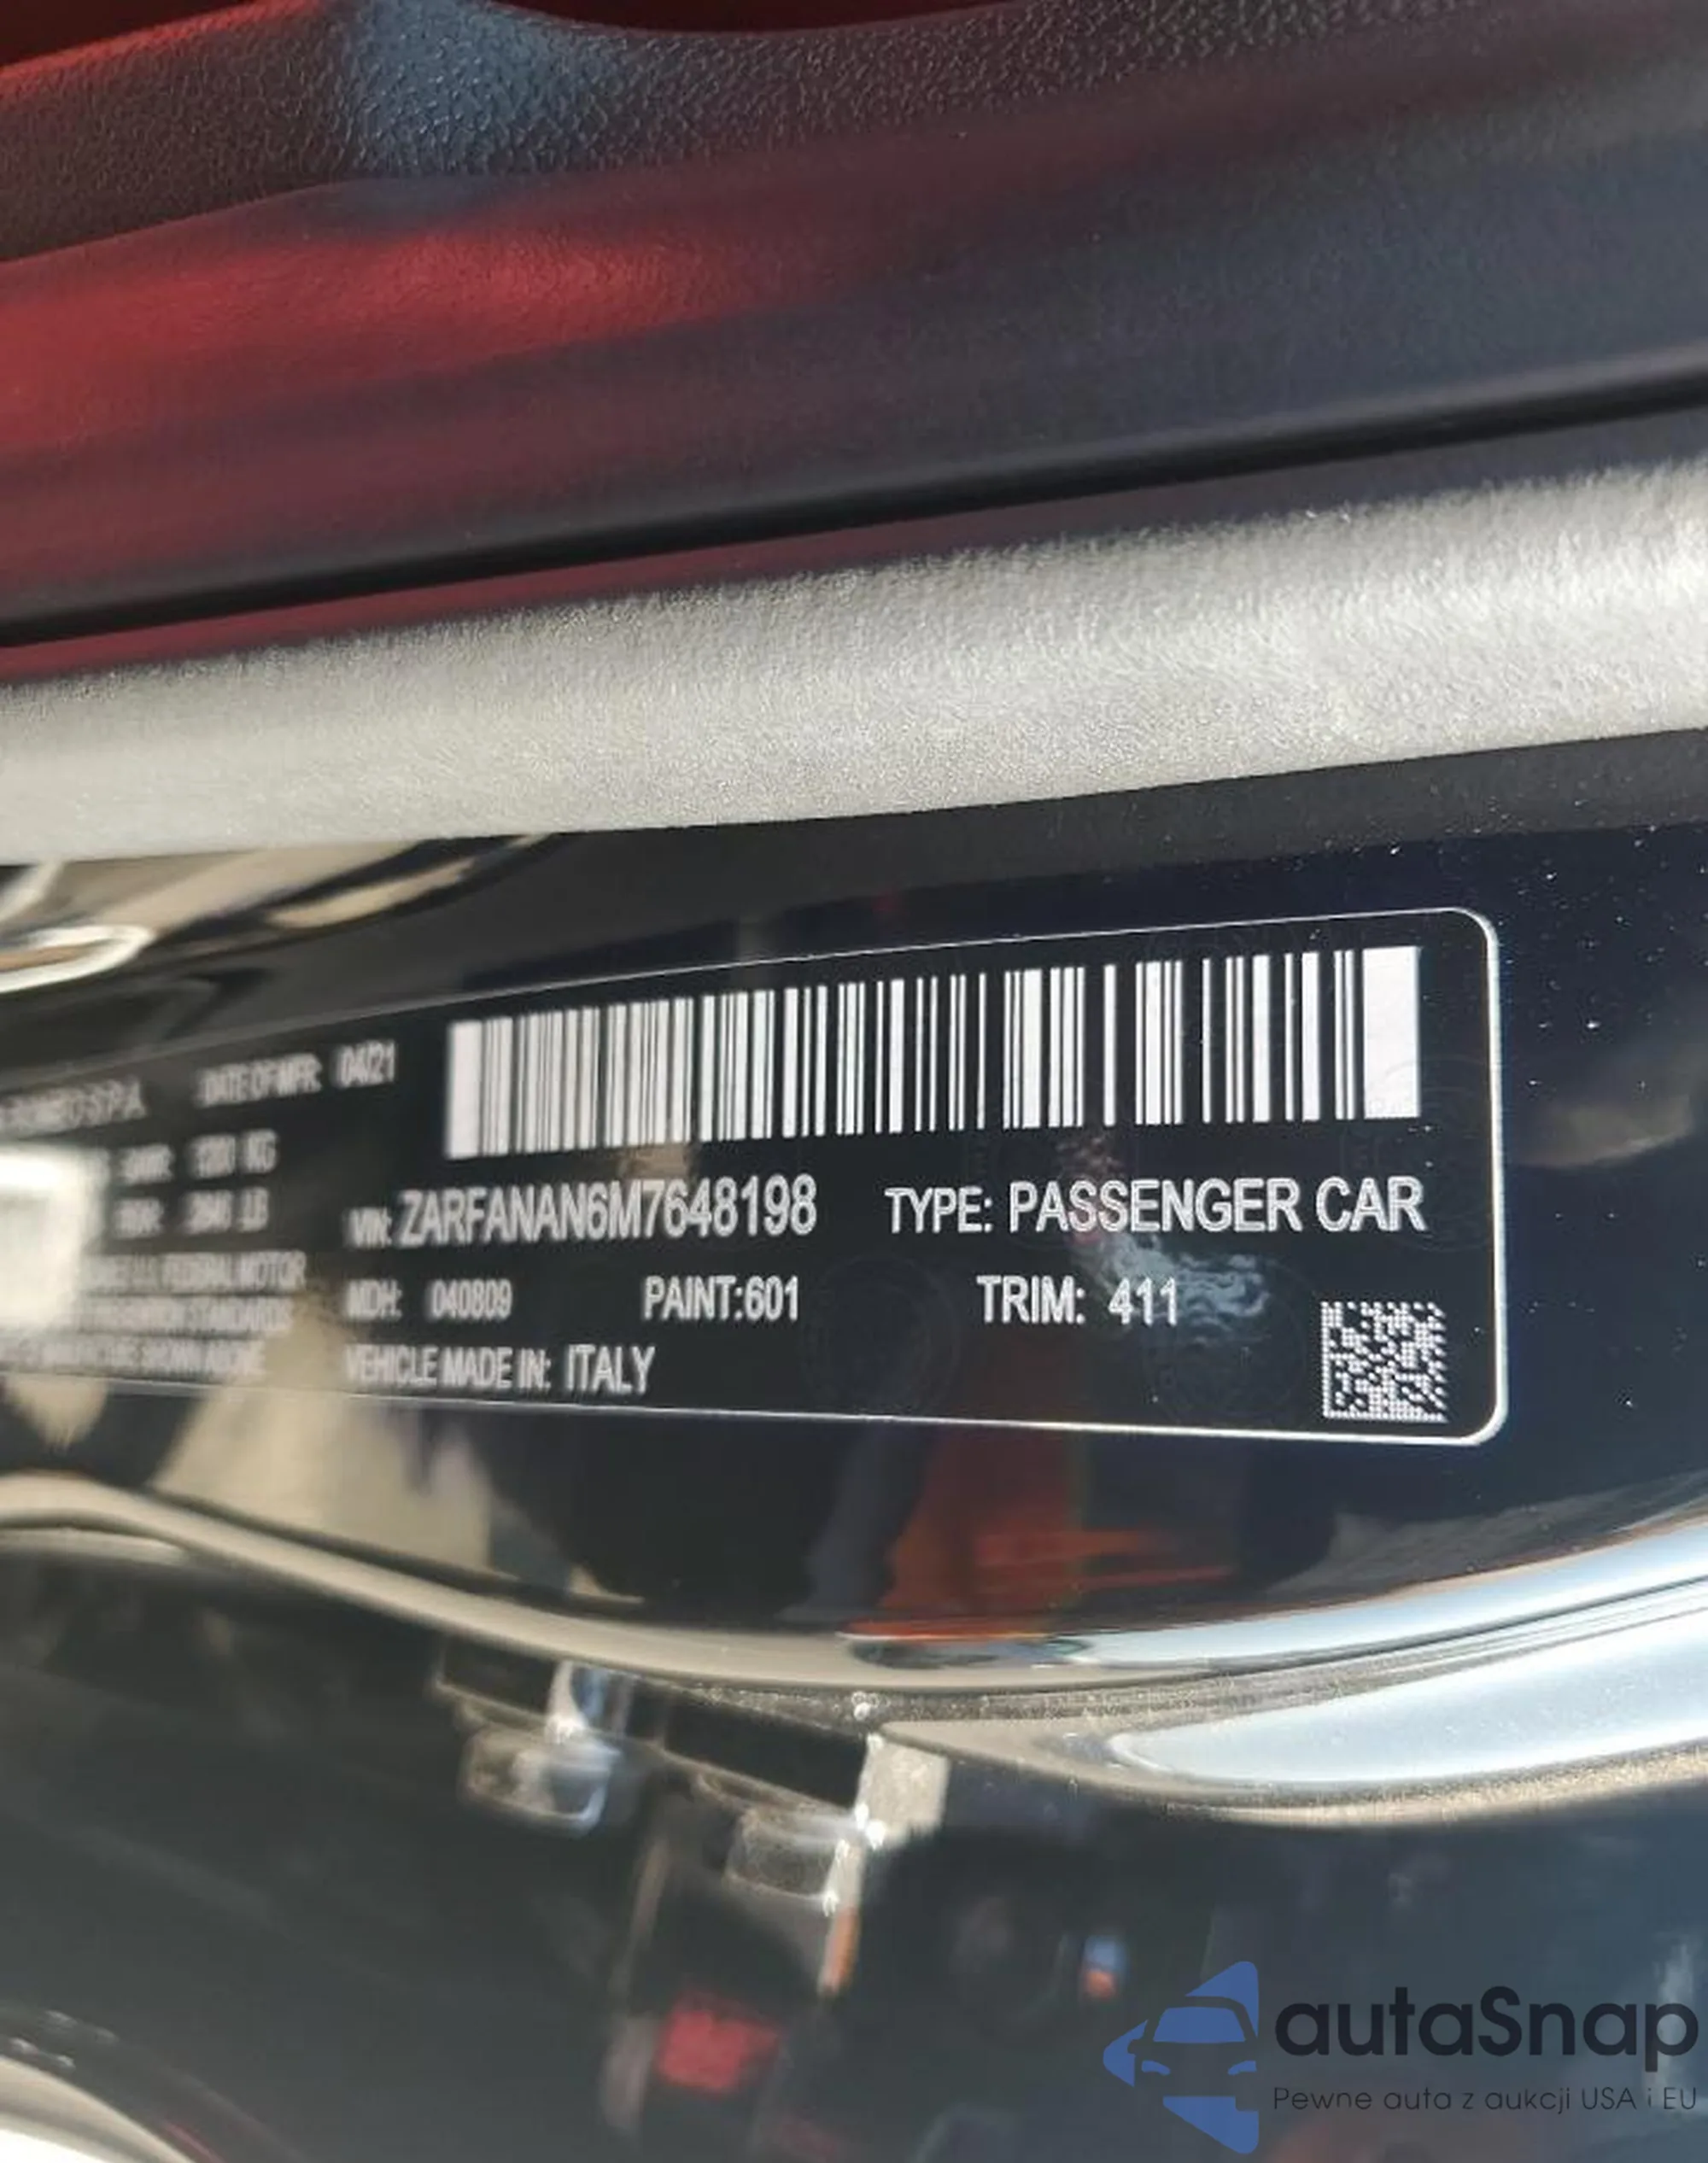 DATE OF MFR: 04/21
VIN: ZARFANAN6M7648198 TYPE: PASSENGER CAR
MDH: 040809 PAINT:601 TRIM: 411
VEHICLE MADE IN: ITALY
autaSnap
Pewne auta z aukcji USA i EU